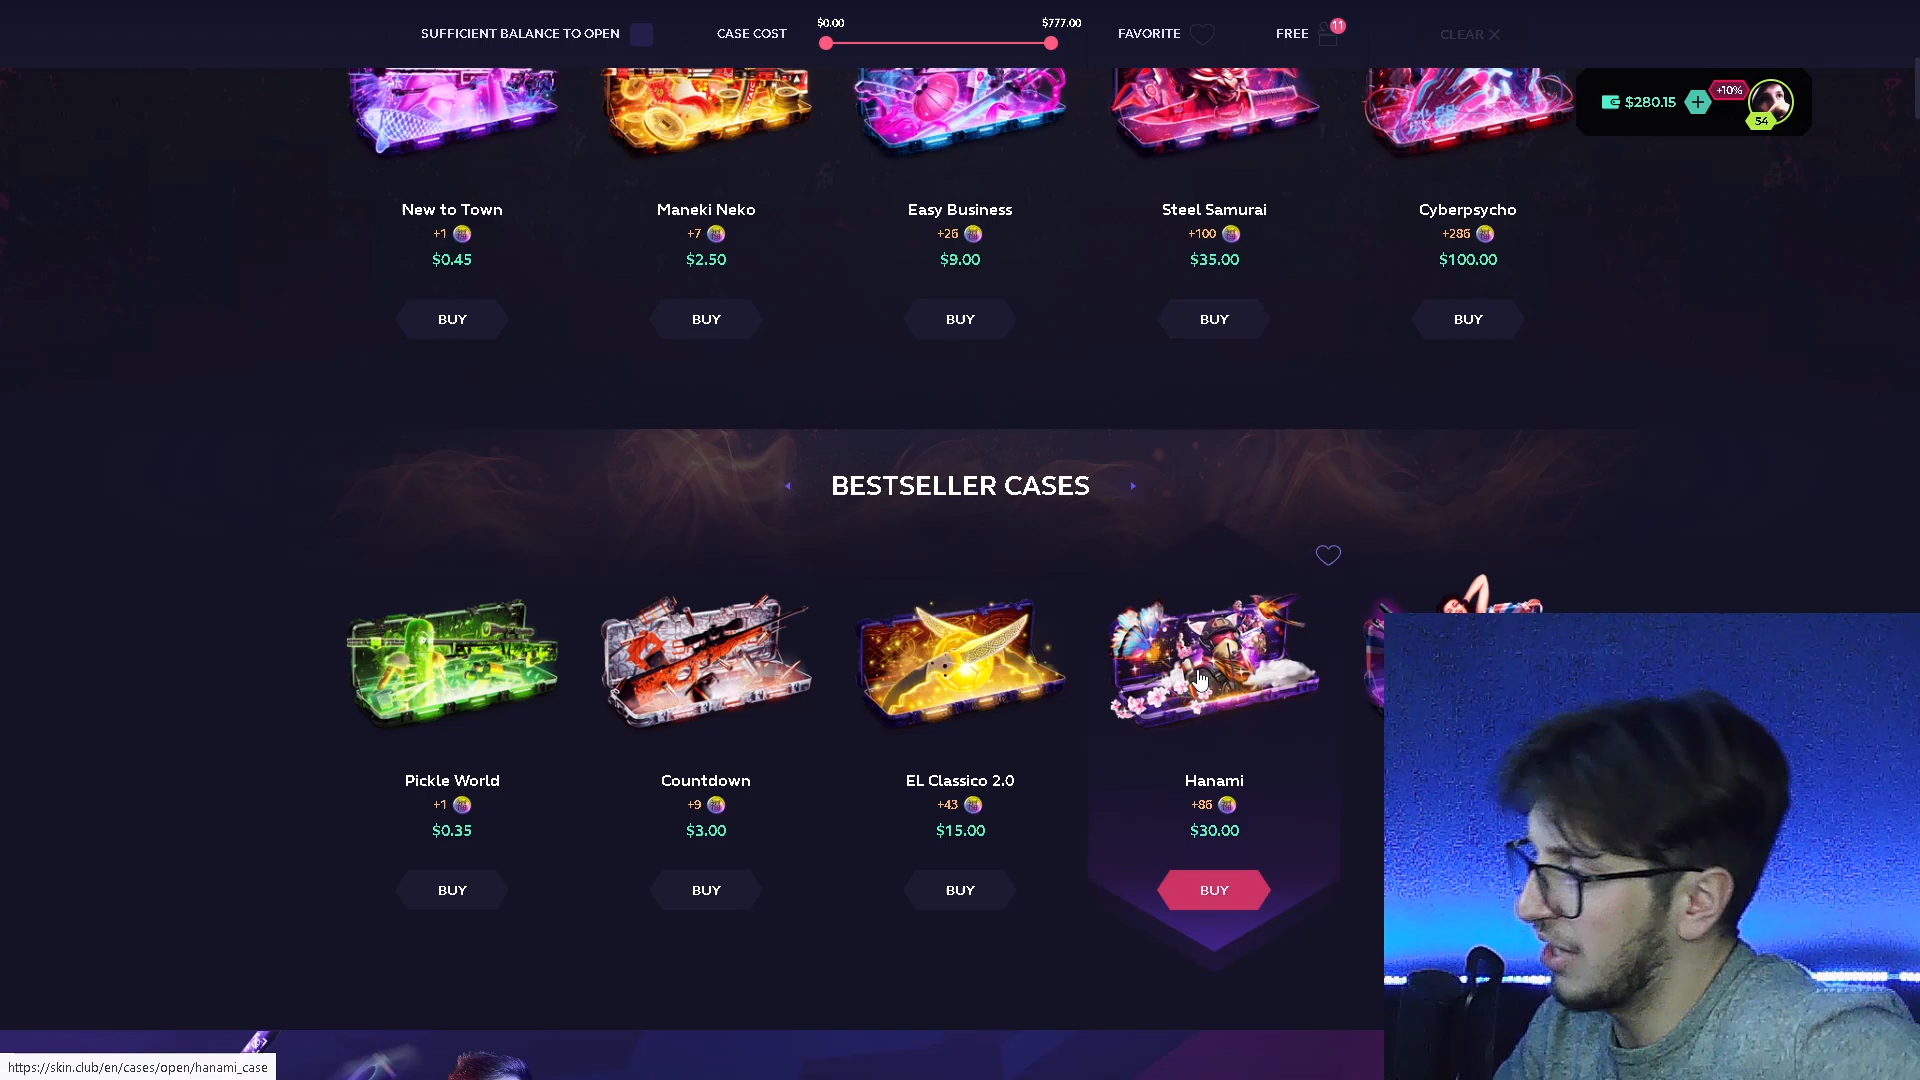 SUFFICIENT BALANCE TO OPEN
CASE COST
$0.00
$777.00
FAVORITE
FREE
11
CLEAR
$280.15
+10%
54
New to Town
+1
$0.45
BUY
Maneki Neko
+7
$2.50
BUY
Easy Business
+26
$9.00
BUY
Steel Samurai
+100
$35.00
BUY
Cyberpsycho
+286
$100.00
BUY
BESTSELLER CASES
Pickle World
+1
$0.35
BUY
Countdown
+9
$3.00
BUY
EL Classico 2.0
+43
$15.00
BUY
Hanami
+86
$30.00
BUY
https://skin.club/en/cases/open/hanami_case